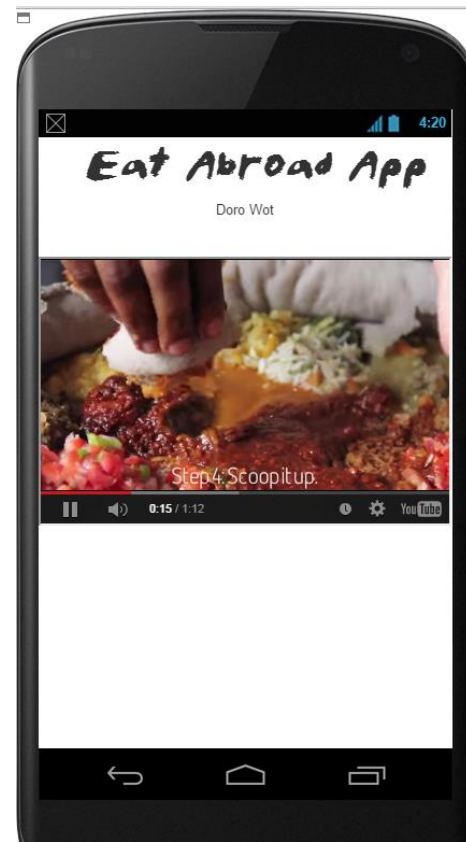 4:20
Eat Abroad App
Doro Wot
Step 4: Scoop it up.
0:15 / 1:12
YouTube